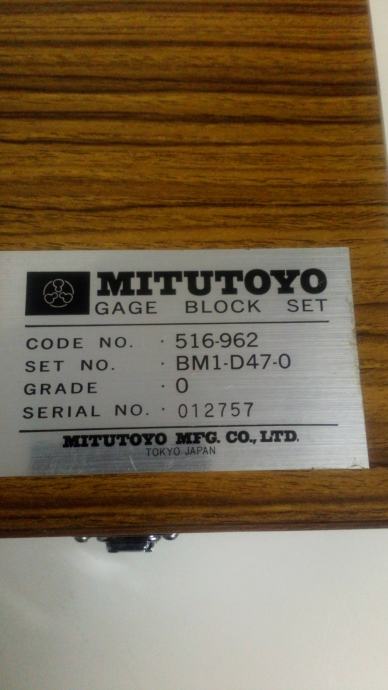 MITUTOYO
GAGE BLOCK SET
CODE NO. · 516-962
SET NO. · BM1-D47-0
GRADE · 0
SERIAL NO. · 012757
MITUTOYO MFG. CO., LTD.
TOKYO JAPAN